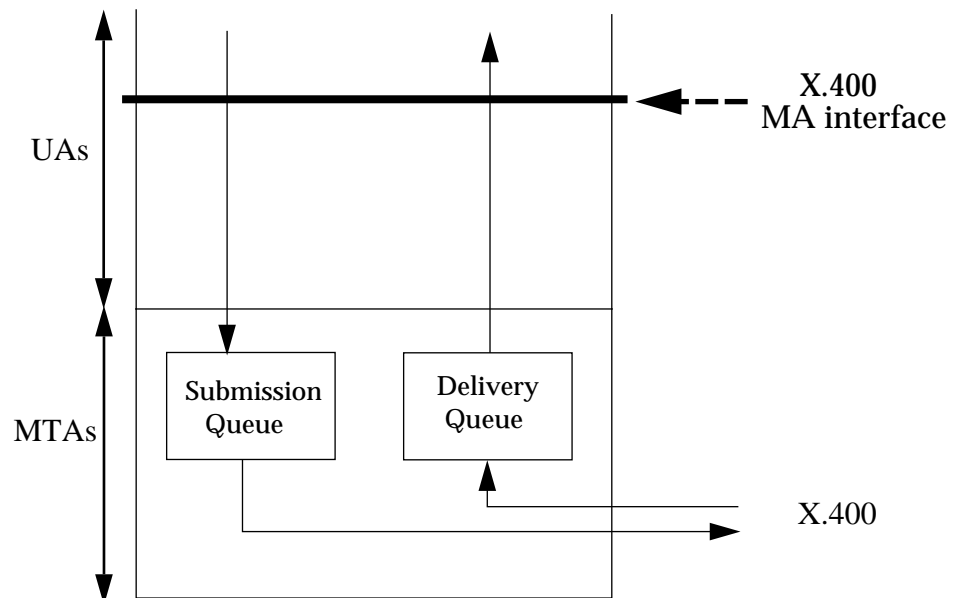 X.400
MA interface
UAs
Submission
Queue
Delivery
Queue
MTAs
X.400